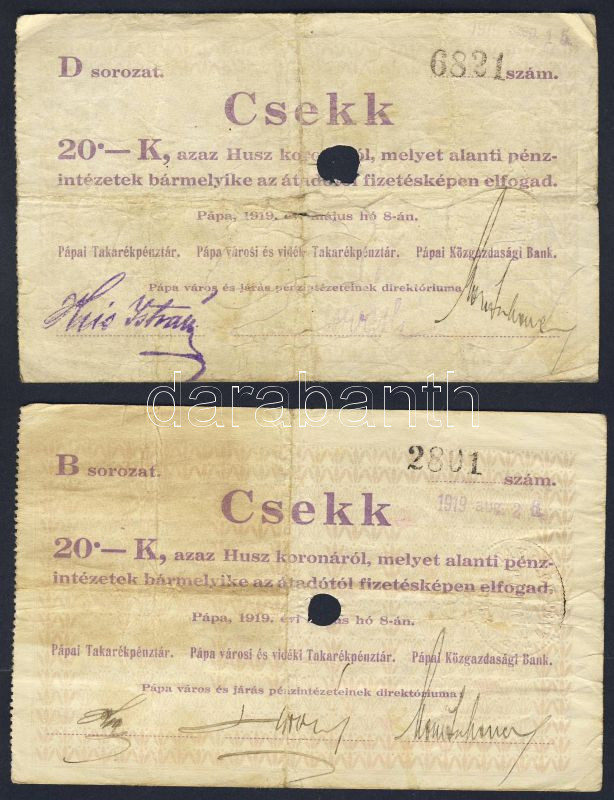 D sorozat.
6821 szám.
Csekk
20·— K, azaz Husz koronáról, melyet alanti pénz-
intézetek bármelyike az átadótól fizetésképen elfogad.
Pápa, 1919. évi május hó 8-án.
Pápai Takarékpénztár. Pápa városi és vidéki Takarékpénztár. Pápai Közgazdasági Bank.
Pápa város és járás pénzintézeteinek direktóriuma
István
darabanth
B sorozat.
2801
szám.
1919 aug. 2
Csekk
20·— K, azaz Husz koronáról, melyet alanti pénz-
intézetek bármelyike az átadótól fizetésképen elfogad.
Pápa, 1919. évi május hó 8-án.
Pápai Takarékpénztár. Pápa városi és vidéki Takarékpénztár. Pápai Közgazdasági Bank.
Pápa város és járás pénzintézeteinek direktóriuma